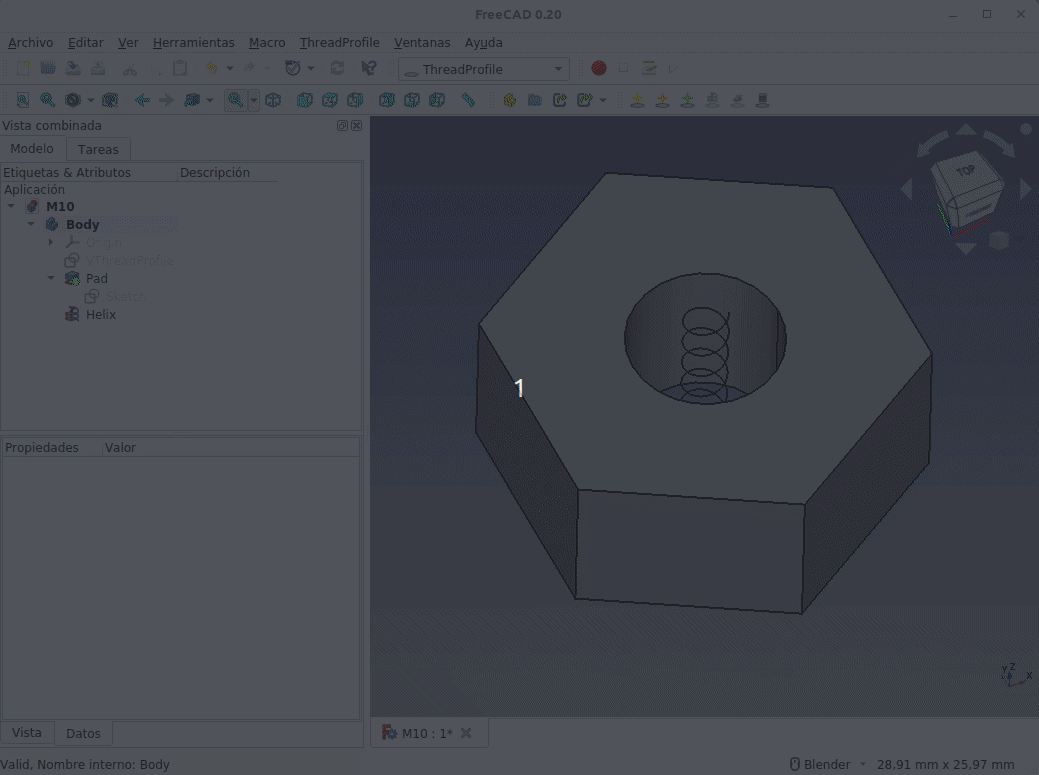 FreeCAD 0.20
Archivo Editar Ver Herramientas Macro ThreadProfile Ventanas Ayuda
ThreadProfile
Vista combinada
Modelo Tareas
Etiquetas & Atributos Descripción
Aplicación
M10
Body
Origin
VThreadProfile
Pad
Sketch
Helix
TOP
1
Propiedades Valor
Y Z X
Vista Datos
M10 : 1*
Valid, Nombre interno: Body
Blender 28,91 mm x 25,97 mm